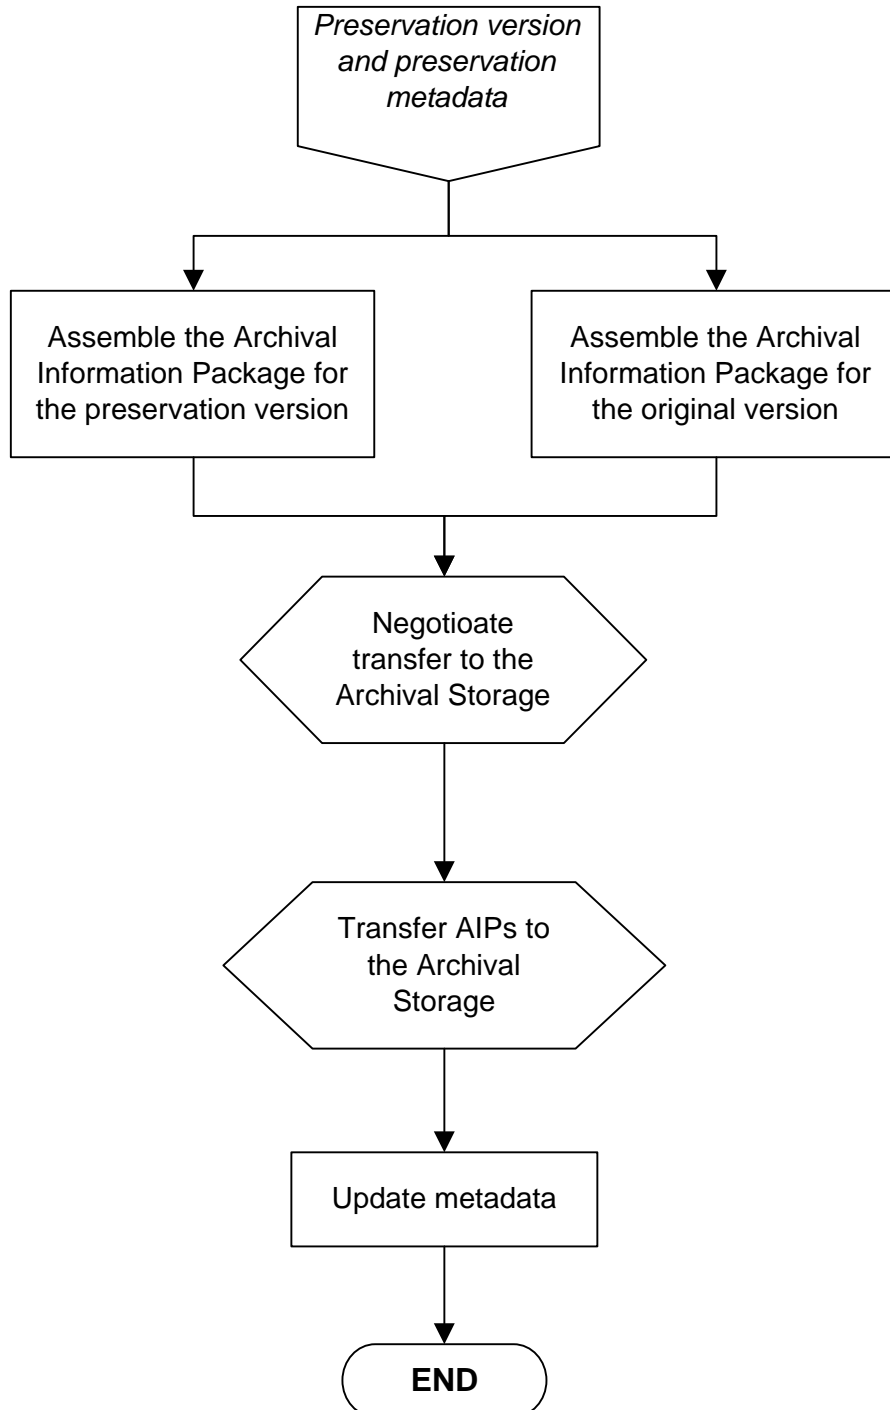 Preservation version
and preservation
metadata
Assemble the Archival
Information Package for
the preservation version
Assemble the Archival
Information Package for
the original version
Negotioate
transfer to the
Archival Storage
Transfer AIPs to
the Archival
Storage
Update metadata
END